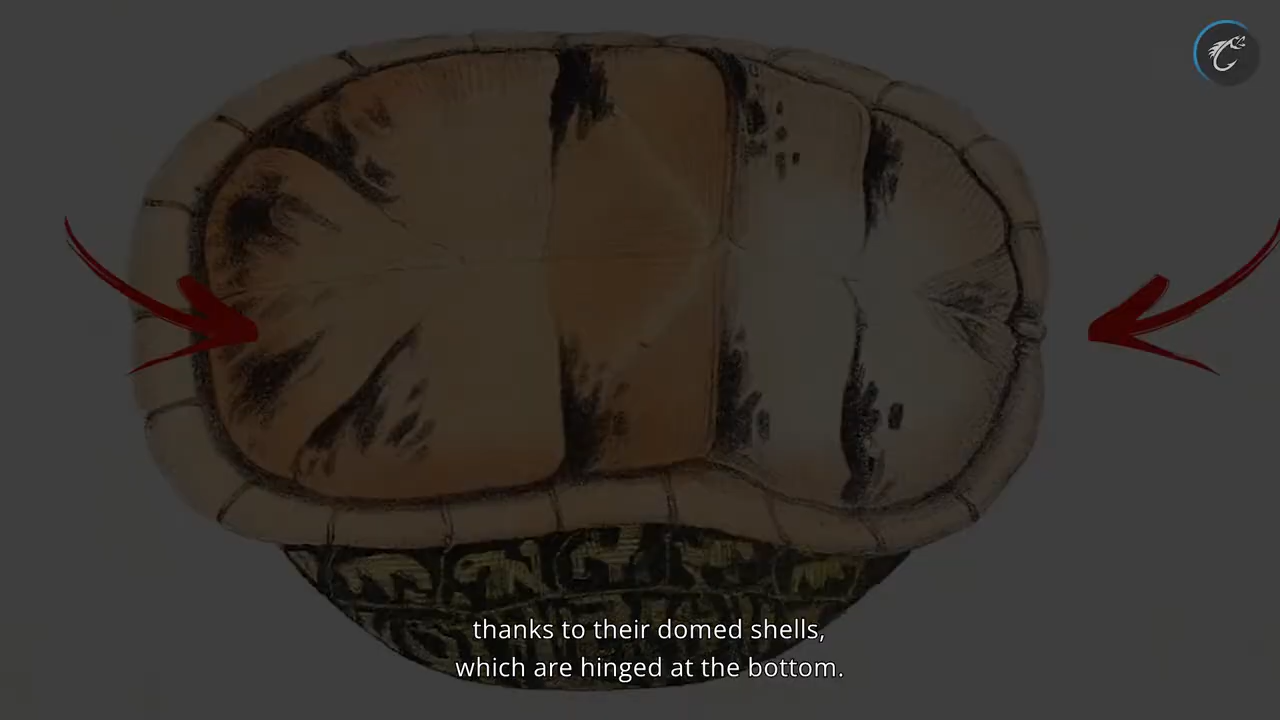 thanks to their domed shells,
which are hinged at the bottom.